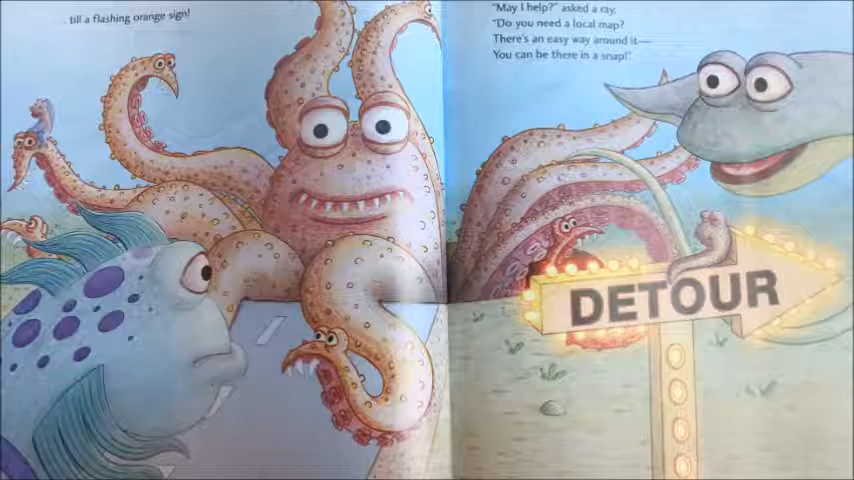 ... till a flashing orange sign!
"May I help?" asked a ray.
"Do you need a local map?
There's an easy way around it—
You can be there in a snap!"
DETOUR